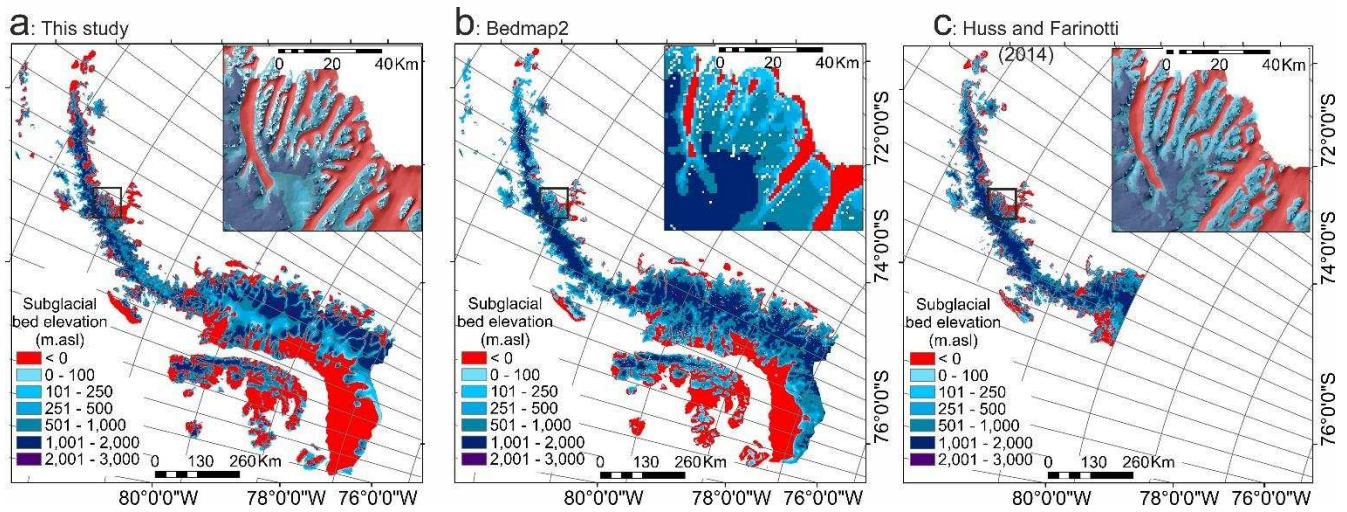 a: This study
0 20 40 Km
Subglacial
bed elevation
(m.asl)
< 0
0 - 100
101 - 250
251 - 500
501 - 1,000
1,001 - 2,000
2,001 - 3,000
0 130 260 Km
80°0'0"W 78°0'0"W 76°0'0"W
b: Bedmap2
0 20 40 Km
72°0'0"S
74°0'0"S
76°0'0"S
Subglacial
bed elevation
(m.asl)
< 0
0 - 100
101 - 250
251 - 500
501 - 1,000
1,001 - 2,000
2,001 - 3,000
0 130 260 Km
80°0'0"W 78°0'0"W 76°0'0"W
c: Huss and Farinotti
(2014)
0 20 40 Km
72°0'0"S
74°0'0"S
76°0'0"S
Subglacial
bed elevation
(m.asl)
< 0
0 - 100
101 - 250
251 - 500
501 - 1,000
1,001 - 2,000
2,001 - 3,000
0 130 260 Km
80°0'0"W 78°0'0"W 76°0'0"W